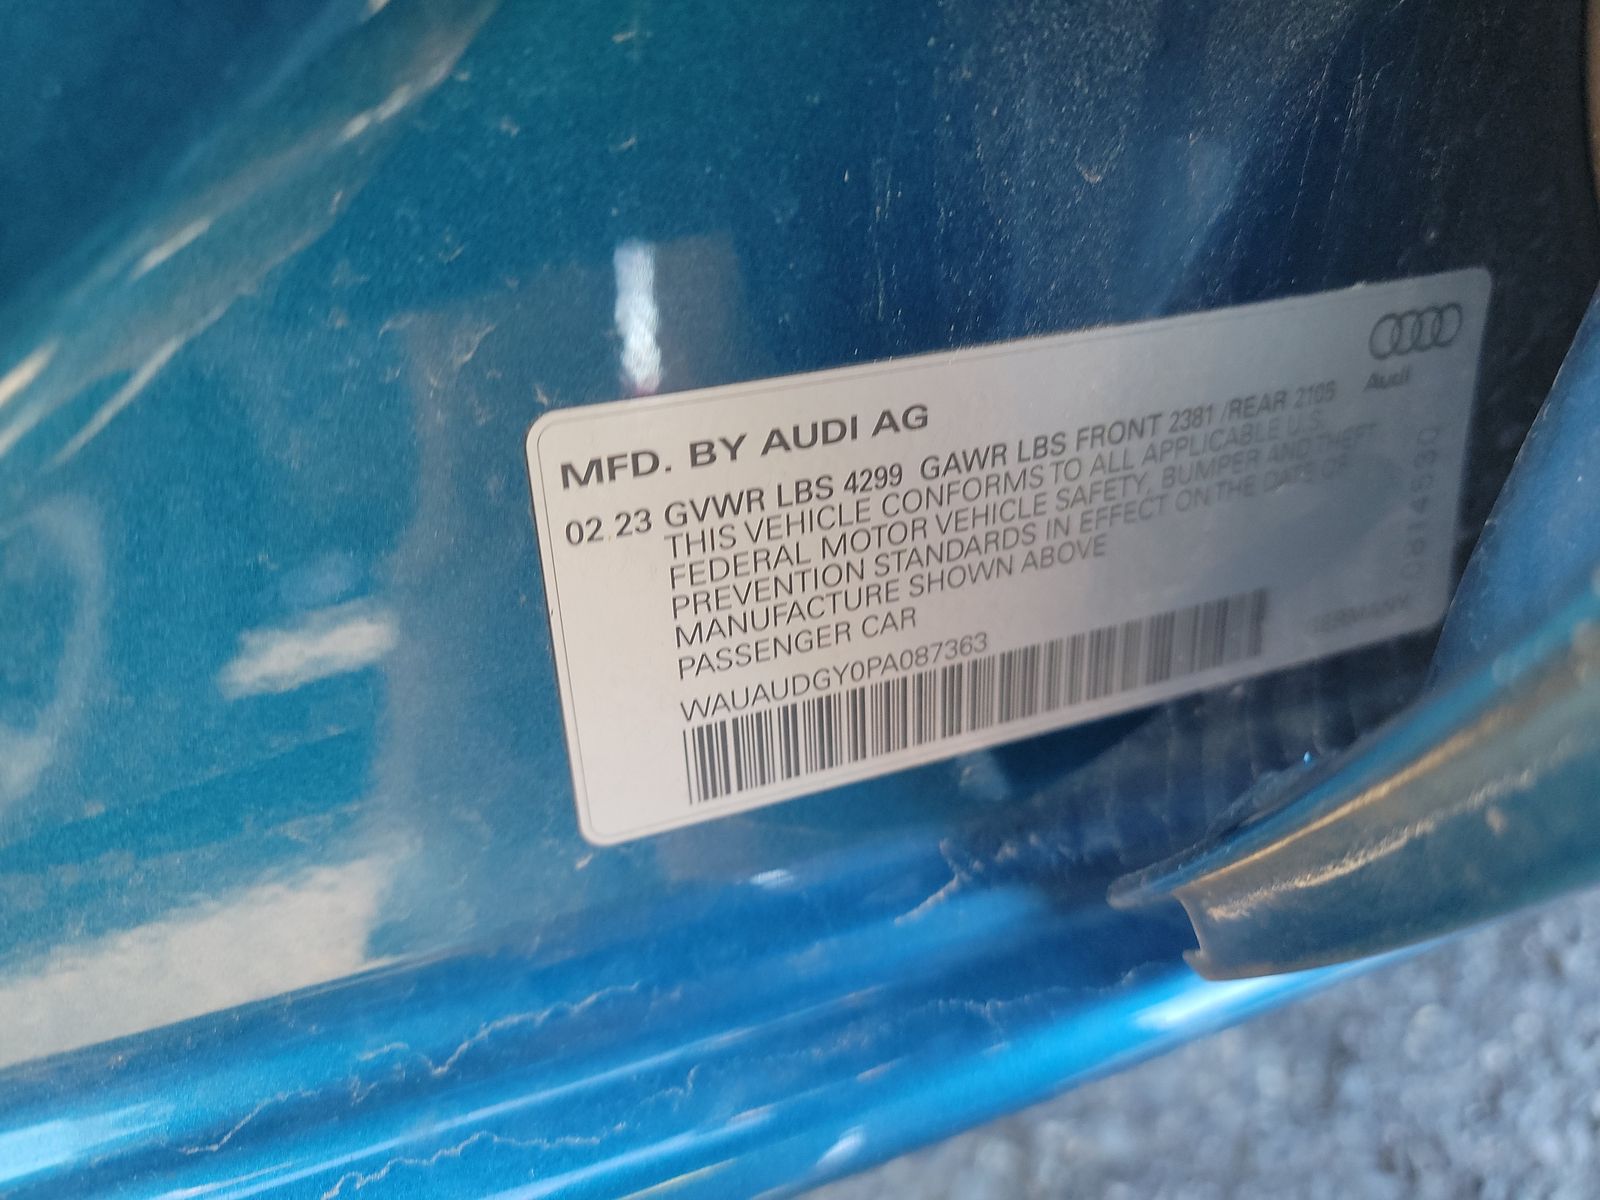 MFD. BY AUDI AG
Audi
02.23 GVWR LBS 4299 GAWR LBS FRONT 2381 /REAR 2105
THIS VEHICLE CONFORMS TO ALL APPLICABLE U.S.
FEDERAL MOTOR VEHICLE SAFETY, BUMPER AND THEFT
PREVENTION STANDARDS IN EFFECT ON THE DATE OF
MANUFACTURE SHOWN ABOVE
PASSENGER CAR
WAUAUDGY0PA087363
GERMANY